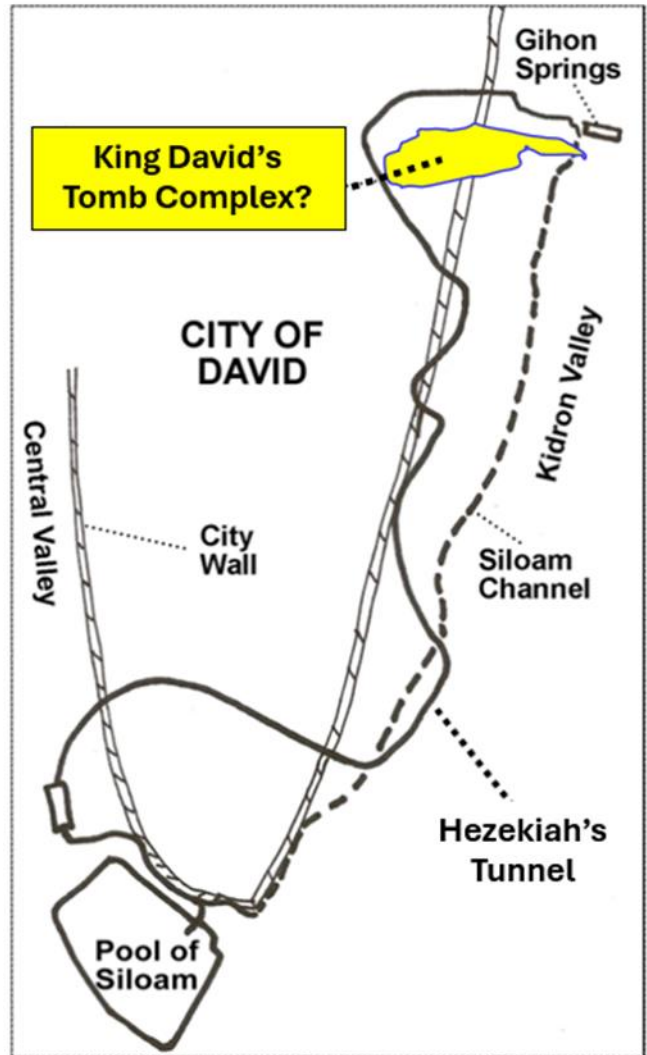 Gihon
Springs
King David's
Tomb Complex?
CITY OF
DAVID
Kidron Valley
Central Valley
City
Wall
Siloam
Channel
Hezekiah's
Tunnel
Pool of
Siloam